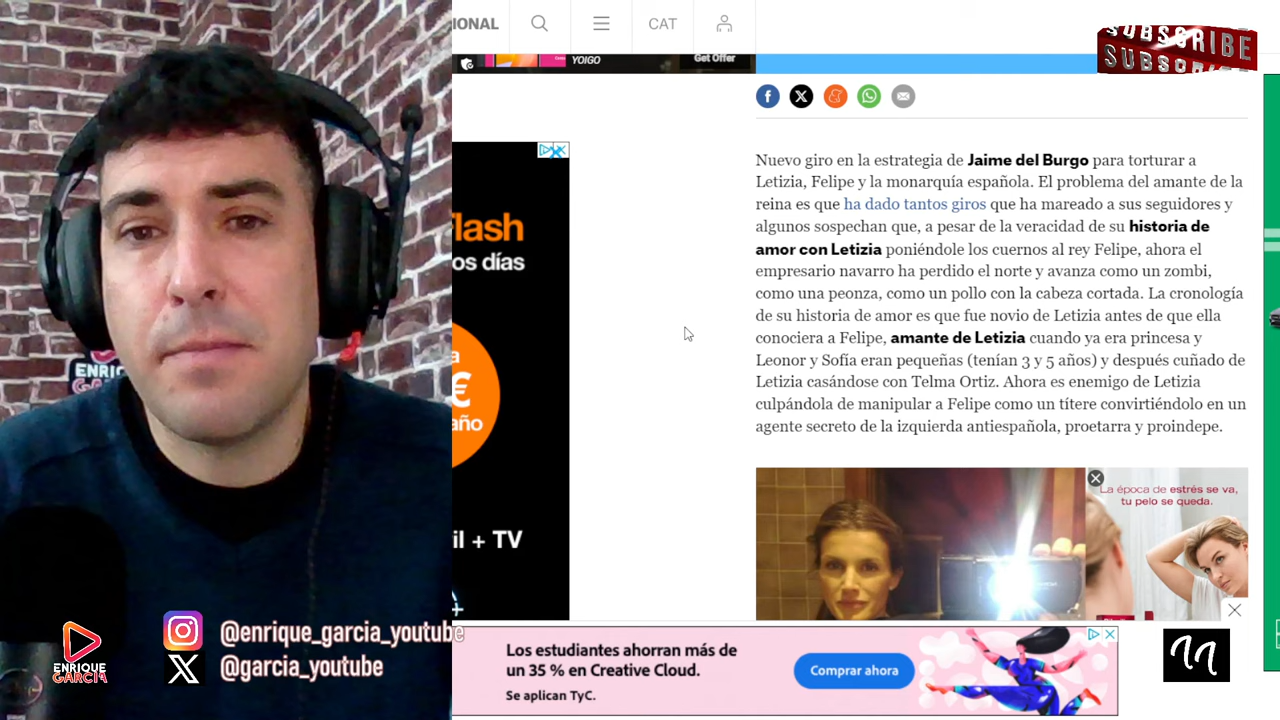 IONAL
CAT
SUBSCRIBE
SUBSCRIBE
YOIGO
Get Offer
Nuevo giro en la estrategia de Jaime del Burgo para torturar a
Letizia, Felipe y la monarquía española. El problema del amante de la
reina es que ha dado tantos giros que ha mareado a sus seguidores y
algunos sospechan que, a pesar de la veracidad de su historia de
amor con Letizia poniéndole los cuernos al rey Felipe, ahora el
empresario navarro ha perdido el norte y avanza como un zombi,
como una peonza, como un pollo con la cabeza cortada. La cronología
de su historia de amor es que fue novio de Letizia antes de que ella
conociera a Felipe, amante de Letizia cuando ya era princesa y
Leonor y Sofía eran pequeñas (tenían 3 y 5 años) y después cuñado de
Letizia casándose con Telma Ortiz. Ahora es enemigo de Letizia
culpándola de manipular a Felipe como un títere convirtiéndolo en un
agente secreto de la izquierda antiespañola, proetarra y proindepe.
Flash
os días
a
€
año
il + TV
La época de estrés se va,
tu pelo se queda.
ENRIQUE
ENRIQUE
GARCIA
@enrique_garcia_youtube
@garcia_youtube
Los estudiantes ahorran más de
un 35 % en Creative Cloud.
Se aplican TyC.
Comprar ahora